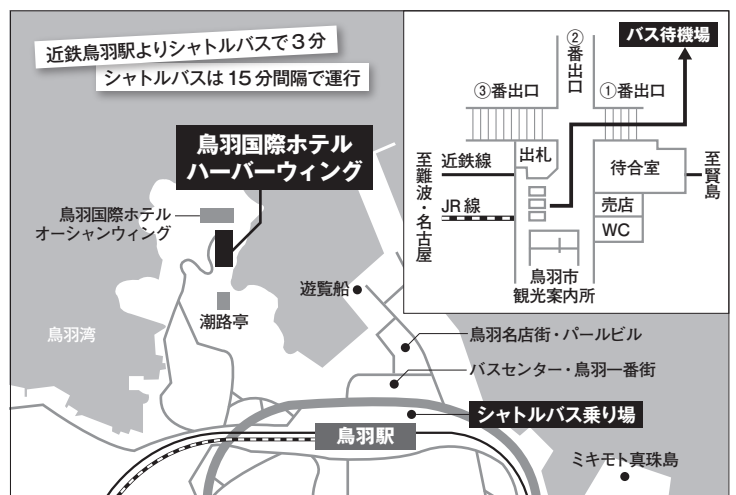 近鉄鳥羽駅よりシャトルバスで3分
シャトルバスは15分間隔で運行
鳥羽国際ホテル
ハーバーウィング
鳥羽国際ホテル
オーシャンウィング
潮路亭
鳥羽湾
遊覧船
鳥羽名店街・パールビル
バスセンター・鳥羽一番街
シャトルバス乗り場
鳥羽駅
ミキモト真珠島
バス待機場
②番出口
③番出口
①番出口
至難波・名古屋
近鉄線
JR線
出札
待合室
至賢島
売店
WC
鳥羽市
観光案内所